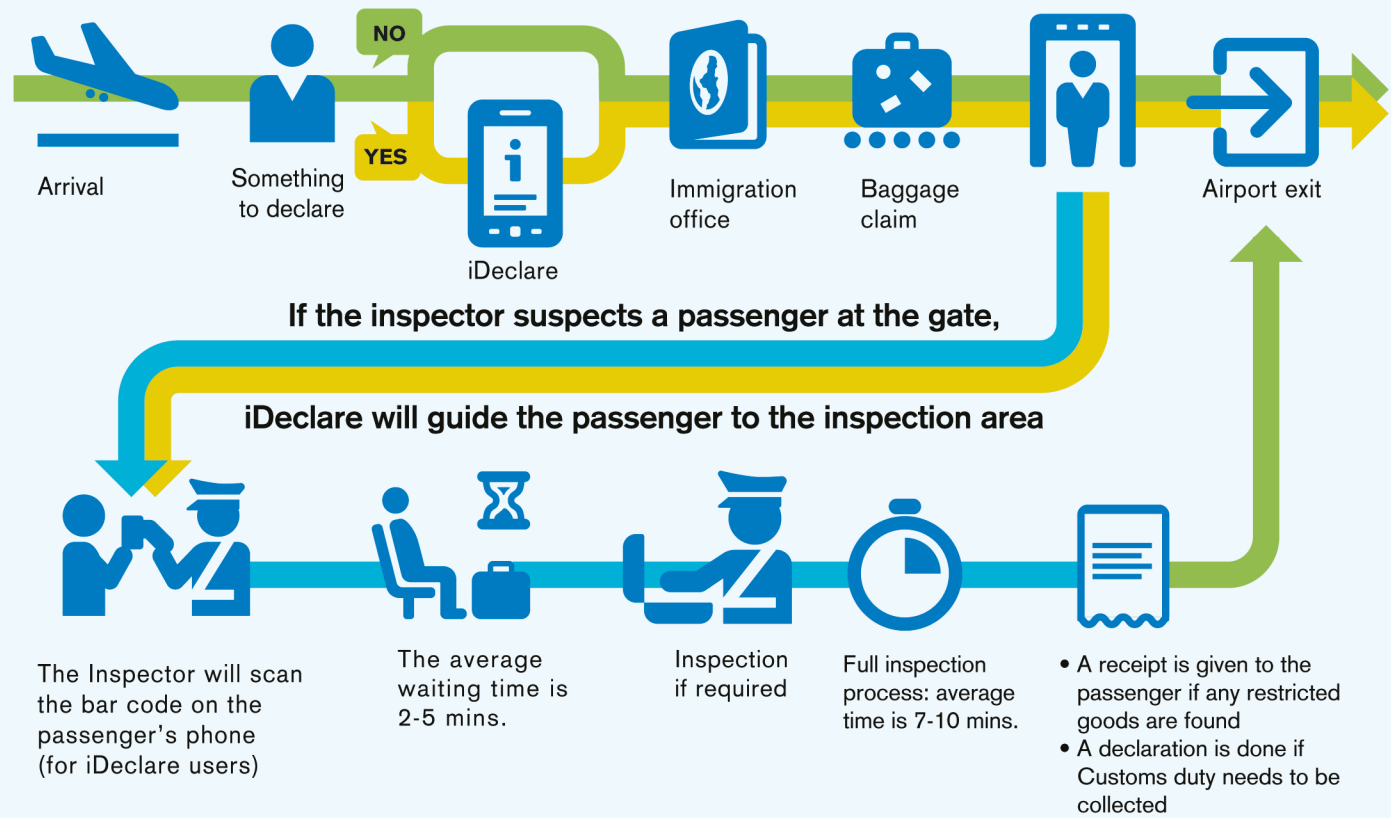 NO
YES
Arrival
Something
to declare
iDeclare
Immigration
office
Baggage
claim
Airport exit
If the inspector suspects a passenger at the gate,
iDeclare will guide the passenger to the inspection area
The Inspector will scan
the bar code on the
passenger's phone
(for iDeclare users)
The average
waiting time is
2-5 mins.
Inspection
if required
Full inspection
process: average
time is 7-10 mins.
• A receipt is given to the
passenger if any restricted
goods are found
• A declaration is done if
Customs duty needs to be
collected